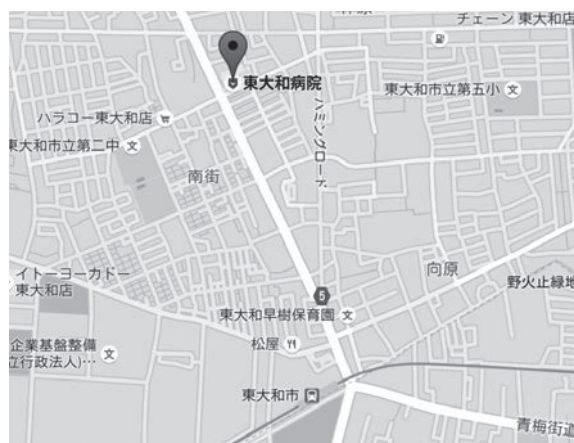 チェーン 東大和店
東大和病院
東大和市立第五小
文
ハラコー東大和店
東大和市立第二中
文
ハミングロード
南街
向原
イトーヨーカドー
東大和店
野火止緑地
5
東大和早樹保育園
文
企業基盤整備
立行政法人)…
文
松屋
東大和市
青梅街道